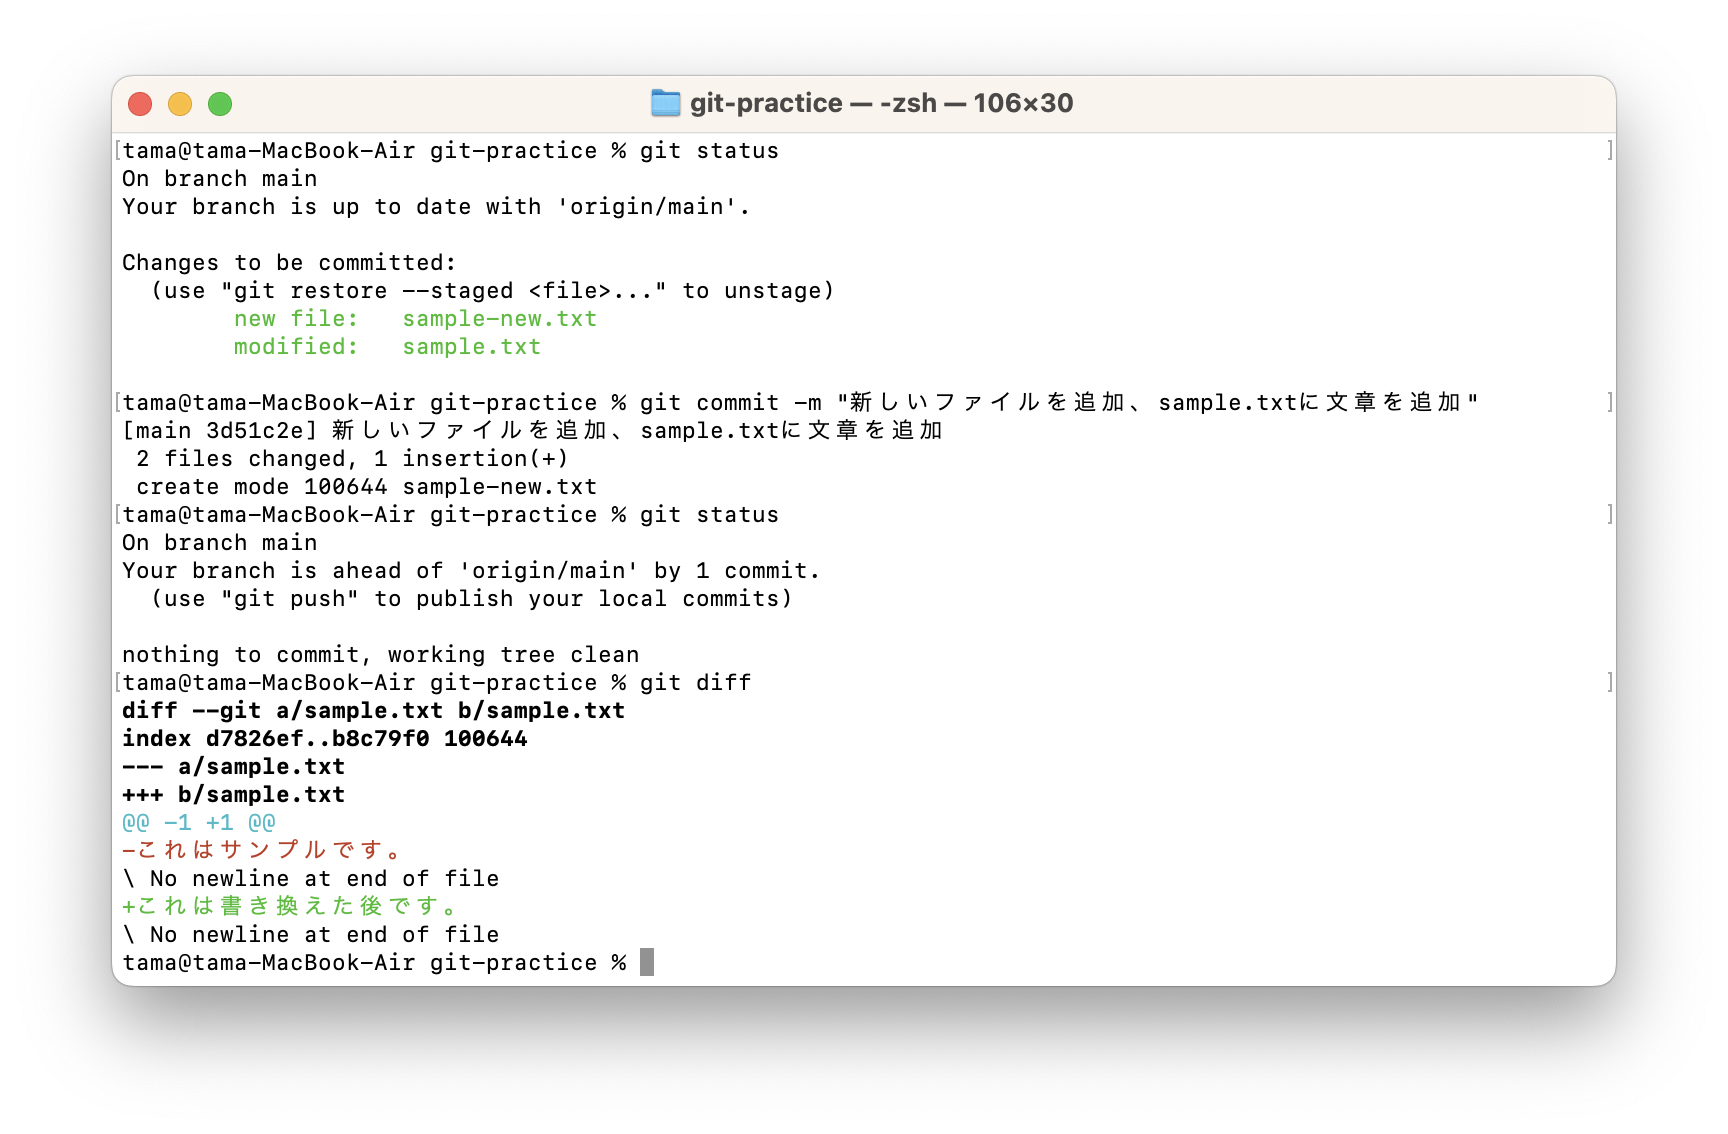 git-practice — -zsh — 106×30
tama@tama-MacBook-Air git-practice % git status
On branch main
Your branch is up to date with 'origin/main'.
Changes to be committed:
  (use "git restore --staged <file>..." to unstage)
        new file:   sample-new.txt
        modified:   sample.txt
tama@tama-MacBook-Air git-practice % git commit -m "新しいファイルを追加、sample.txtに文章を追加"
[main 3d51c2e] 新しいファイルを追加、sample.txtに文章を追加
 2 files changed, 1 insertion(+)
 create mode 100644 sample-new.txt
tama@tama-MacBook-Air git-practice % git status
On branch main
Your branch is ahead of 'origin/main' by 1 commit.
  (use "git push" to publish your local commits)
nothing to commit, working tree clean
tama@tama-MacBook-Air git-practice % git diff
diff --git a/sample.txt b/sample.txt
index d7826ef..b8c79f0 100644
--- a/sample.txt
+++ b/sample.txt
@@ -1 +1 @@
-これはサンプルです。
\ No newline at end of file
+これは書き換えた後です。
\ No newline at end of file
tama@tama-MacBook-Air git-practice %